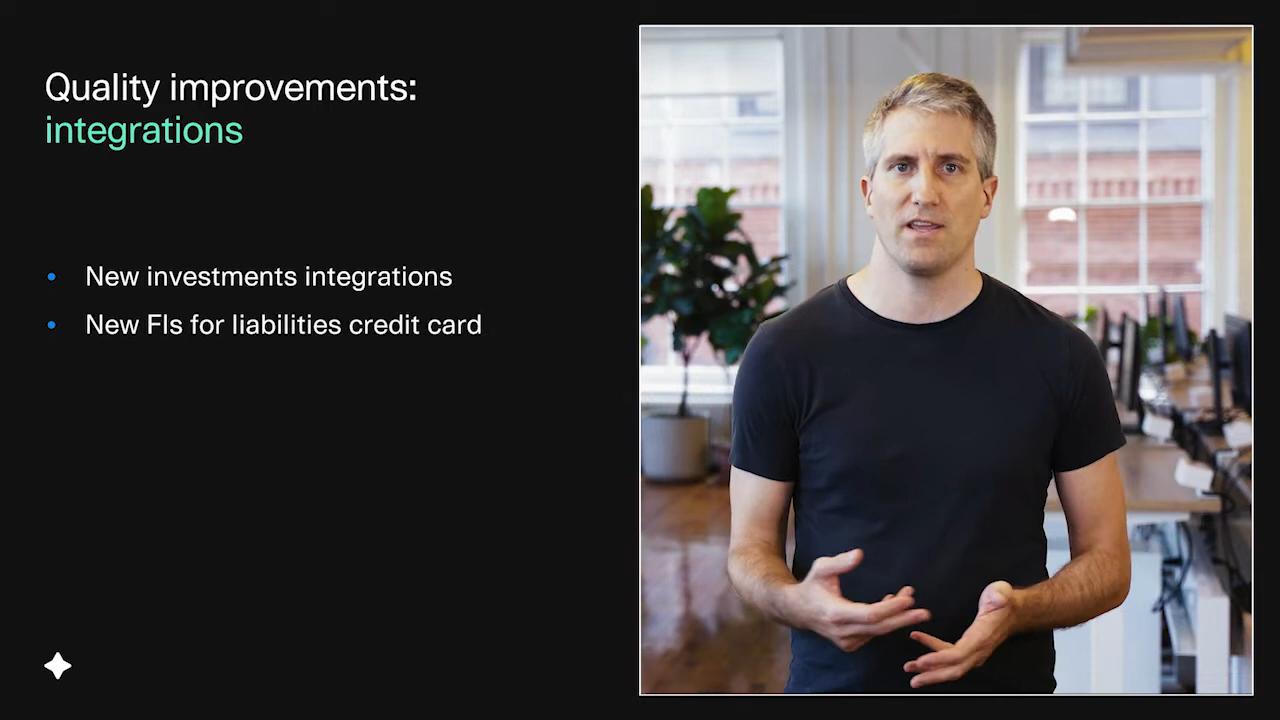 Quality improvements:
integrations
• New investments integrations
• New FIs for liabilities credit card